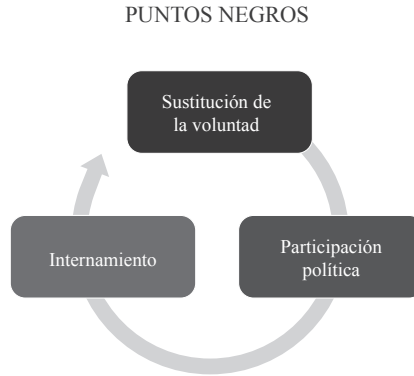 PUNTOS NEGROS
Sustitución de
la voluntad
Internamiento
Participación
política